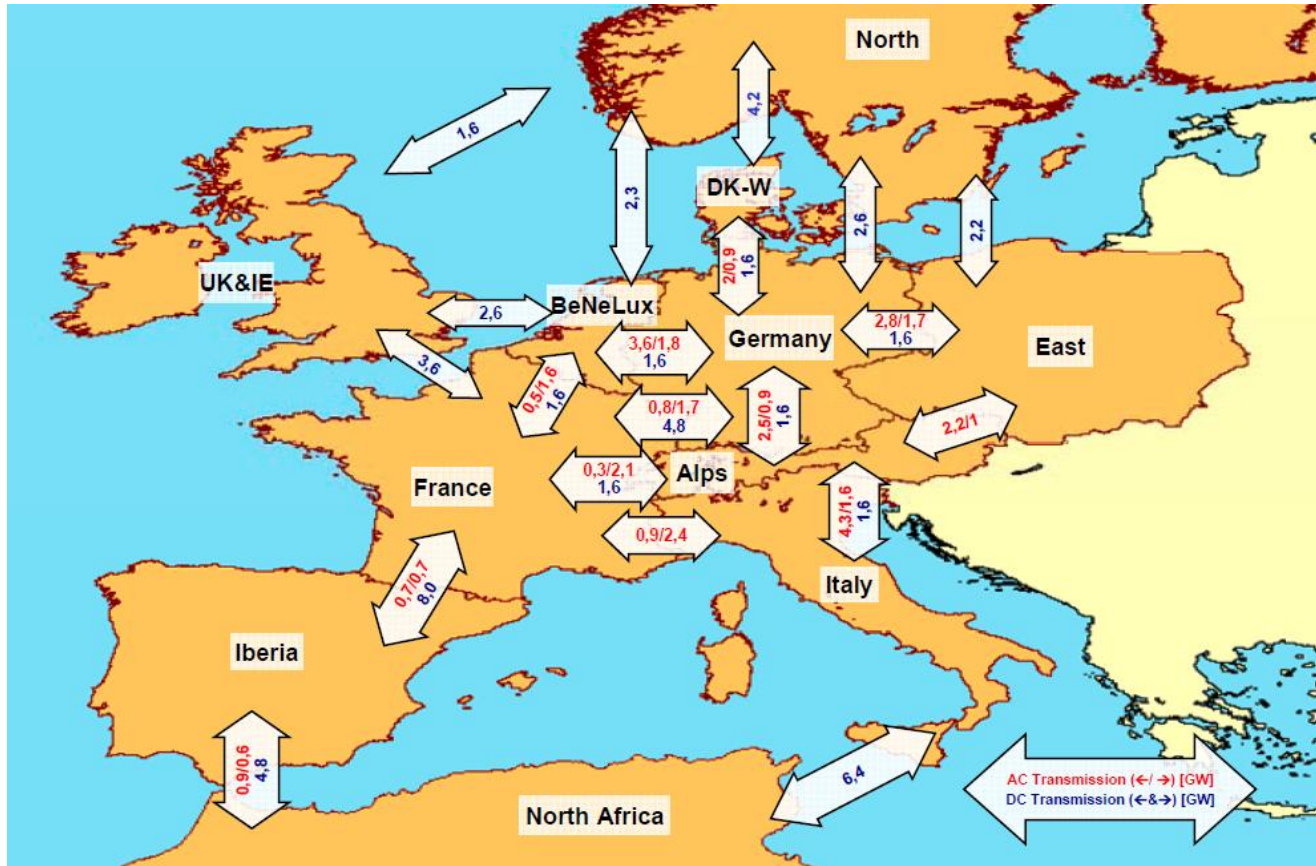 North
4,2
1,6
2,3
DK-W
2,6
2,2
2/0,9
1,6
UK&IE
BeNeLux
2,6
Germany
2,8/1,7
1,6
East
3,6/1,8
1,6
3,6
0,5/1,6
1,6
0,8/1,7
4,8
2,5/0,9
1,6
2,2/1
France
0,3/2,1
1,6
Alps
4,3/1,6
1,6
0,9/2,4
Italy
0,7/0,7
8,0
Iberia
0,9/0,6
4,8
6,4
AC Transmission (←/ →) [GW]
DC Transmission (←&→) [GW]
North Africa